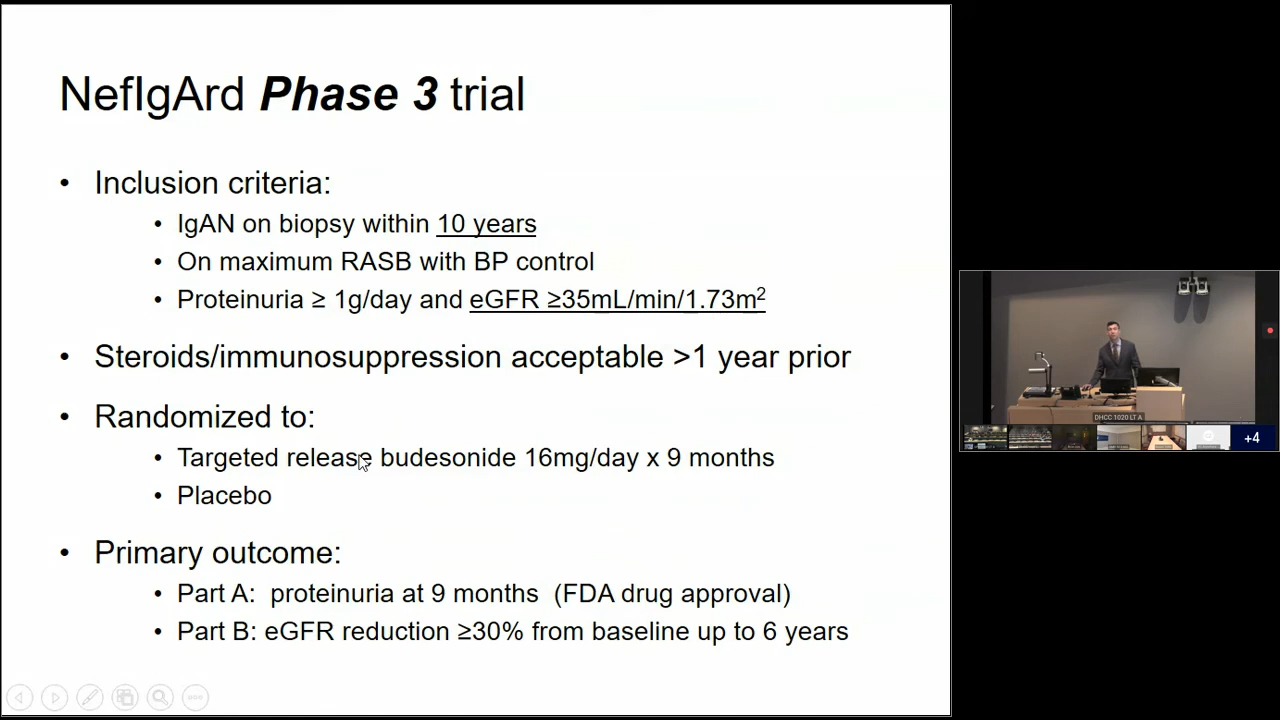 NefIgArd Phase 3 trial
• Inclusion criteria:
• IgAN on biopsy within 10 years
• On maximum RASB with BP control
• Proteinuria ≥ 1g/day and eGFR ≥35mL/min/1.73m²
• Steroids/immunosuppression acceptable >1 year prior
• Randomized to:
• Targeted release budesonide 16mg/day x 9 months
• Placebo
• Primary outcome:
• Part A:  proteinuria at 9 months  (FDA drug approval)
• Part B: eGFR reduction ≥30% from baseline up to 6 years
DHCC 1020 LT A
+4